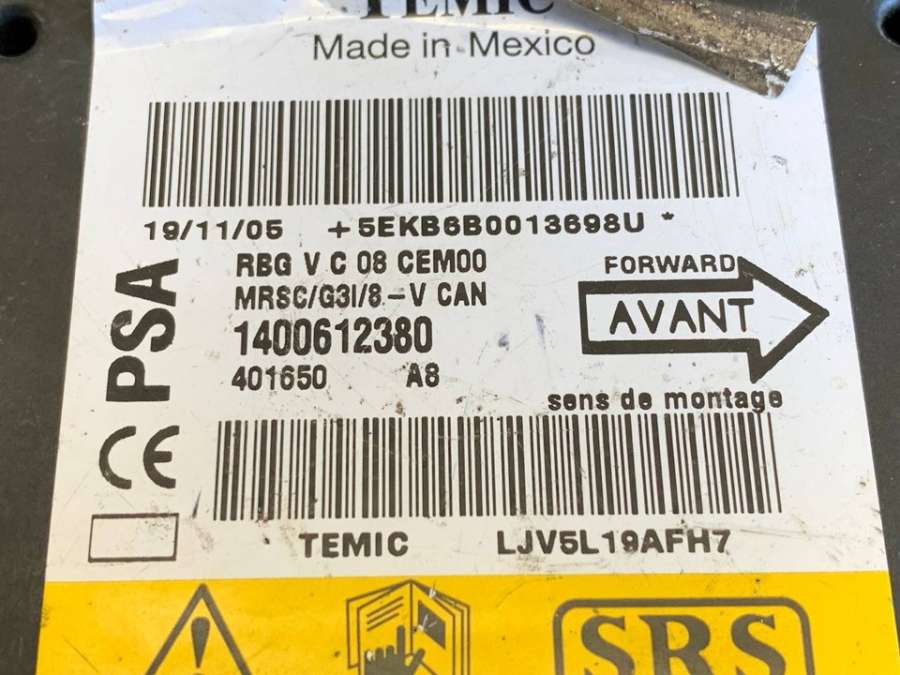 TEMIC
Made in Mexico
19/11/05 +5EKB6B0013698U *
PSA
RBG V C 08 CEM00
MRSC/G3I/8.-V CAN
1400612380
401650 A8
FORWARD
AVANT
sens de montage
CE
TEMIC LJV5L19AFH7
SRS